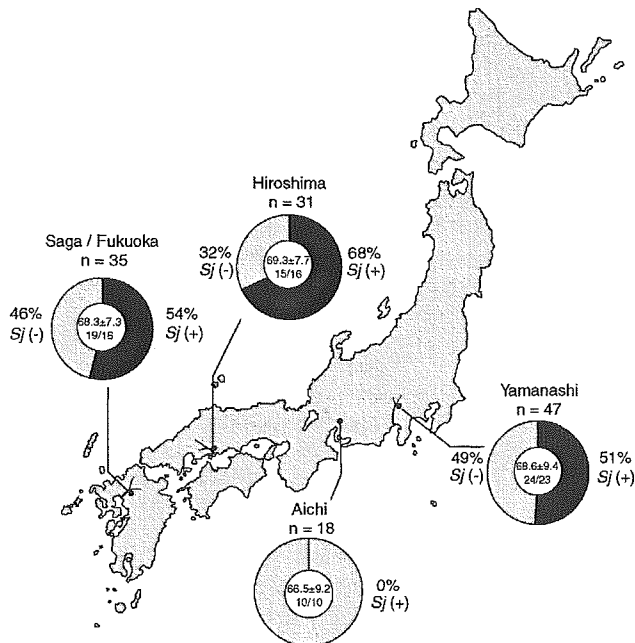 Hiroshima
n = 31
32%
Sj (-)
69.3±7.7
15/16
68%
Sj (+)
Saga / Fukuoka
n = 35
46%
Sj (-)
68.3±7.3
19/16
54%
Sj (+)
Yamanashi
n = 47
49%
Sj (-)
68.6±9.4
24/23
51%
Sj (+)
Aichi
n = 18
66.5±9.2
10/10
0%
Sj (+)